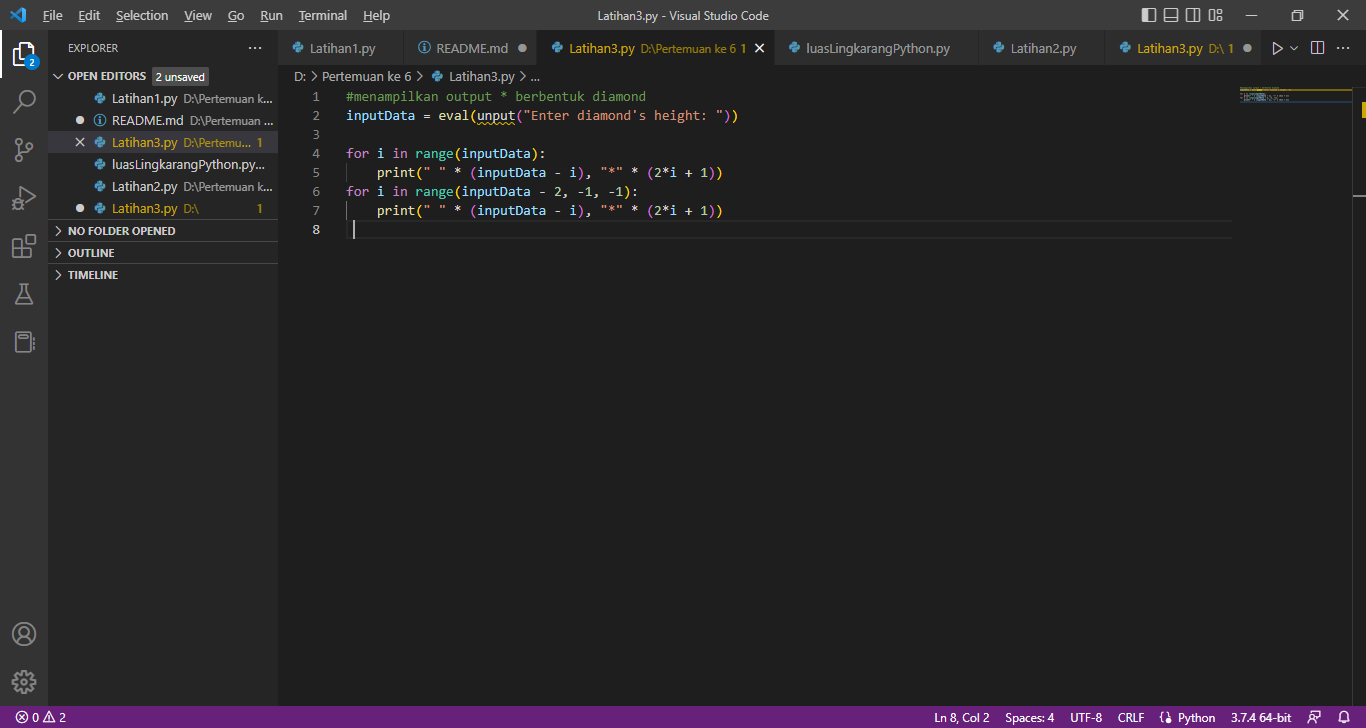 File Edit Selection View Go Run Terminal Help Latihan3.py - Visual Studio Code
EXPLORER ...
OPEN EDITORS 2 unsaved
Latihan1.py D:\Pertemuan k...
README.md D:\Pertemuan ...
Latihan3.py D:\Pertemu... 1
luasLingkarangPython.py...
Latihan2.py D:\Pertemuan k...
Latihan3.py D:\ 1
NO FOLDER OPENED
OUTLINE
TIMELINE
2
Latihan1.py README.md Latihan3.py D:\Pertemuan ke 6 1 luasLingkarangPython.py Latihan2.py Latihan3.py D:\ 1
D: > Pertemuan ke 6 > Latihan3.py > ...
1 #menampilkan output * berbentuk diamond
2 inputData = eval(unput("Enter diamond's height: "))
3
4 for i in range(inputData):
5 print(" " * (inputData - i), "*" * (2*i + 1))
6 for i in range(inputData - 2, -1, -1):
7 print(" " * (inputData - i), "*" * (2*i + 1))
8
0 2 Ln 8, Col 2 Spaces: 4 UTF-8 CRLF Python 3.7.4 64-bit